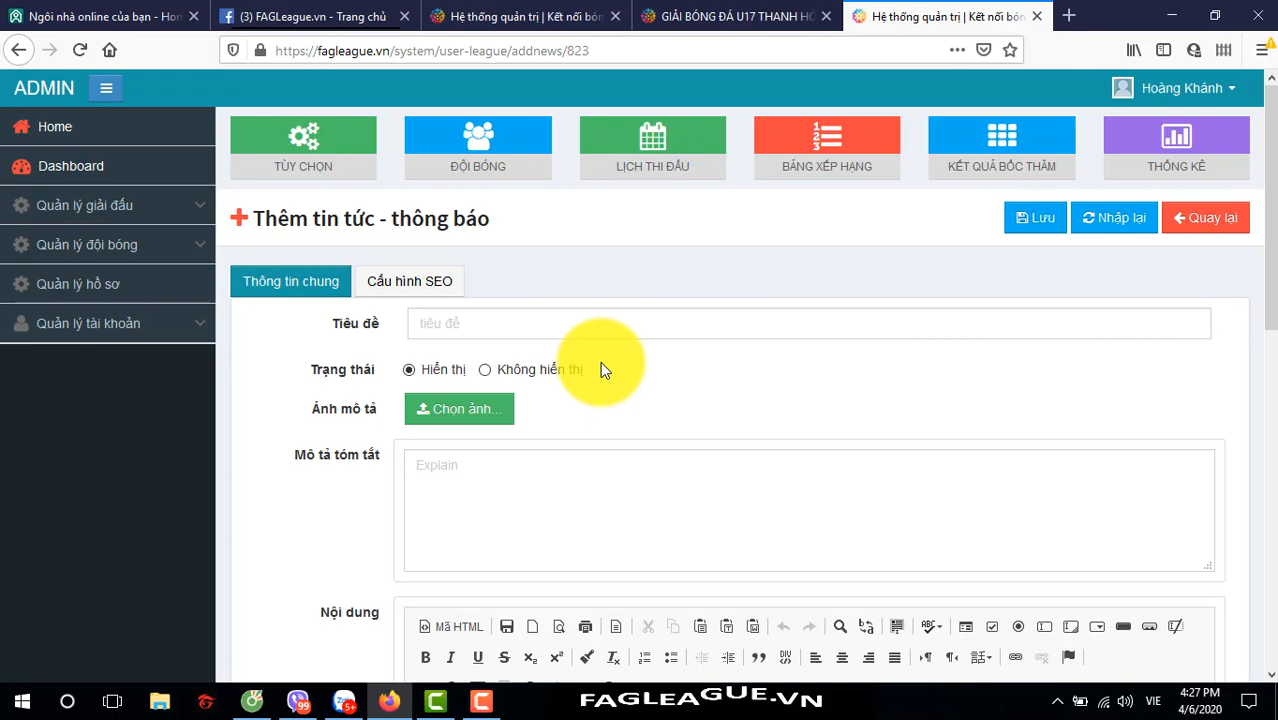 Ngôi nhà online của bạn - Hom
(3) FAGLeague.vn - Trang chủ
Hệ thống quản trị | Kết nối bón
GIẢI BÓNG ĐÁ U17 THANH HÓ
Hệ thống quản trị | Kết nối bón
https://fagleague.vn/system/user-league/addnews/823
ADMIN
Hoàng Khánh
Home
Dashboard
Quản lý giải đấu
Quản lý đội bóng
Quản lý hồ sơ
Quản lý tài khoản
TÙY CHỌN
ĐỘI BÓNG
LỊCH THI ĐẤU
BẢNG XẾP HẠNG
KẾT QUẢ BỐC THĂM
THỐNG KÊ
Thêm tin tức - thông báo
Lưu
Nhập lại
Quay lại
Thông tin chung
Cấu hình SEO
Tiêu đề
tiêu đề
Trạng thái
Hiển thị
Không hiển thị
Ảnh mô tả
Chọn ảnh...
Mô tả tóm tắt
Explain
Nội dung
Mã HTML
99
5+
FAGLEAGUE.VN
VIE
4:27 PM
4/6/2020